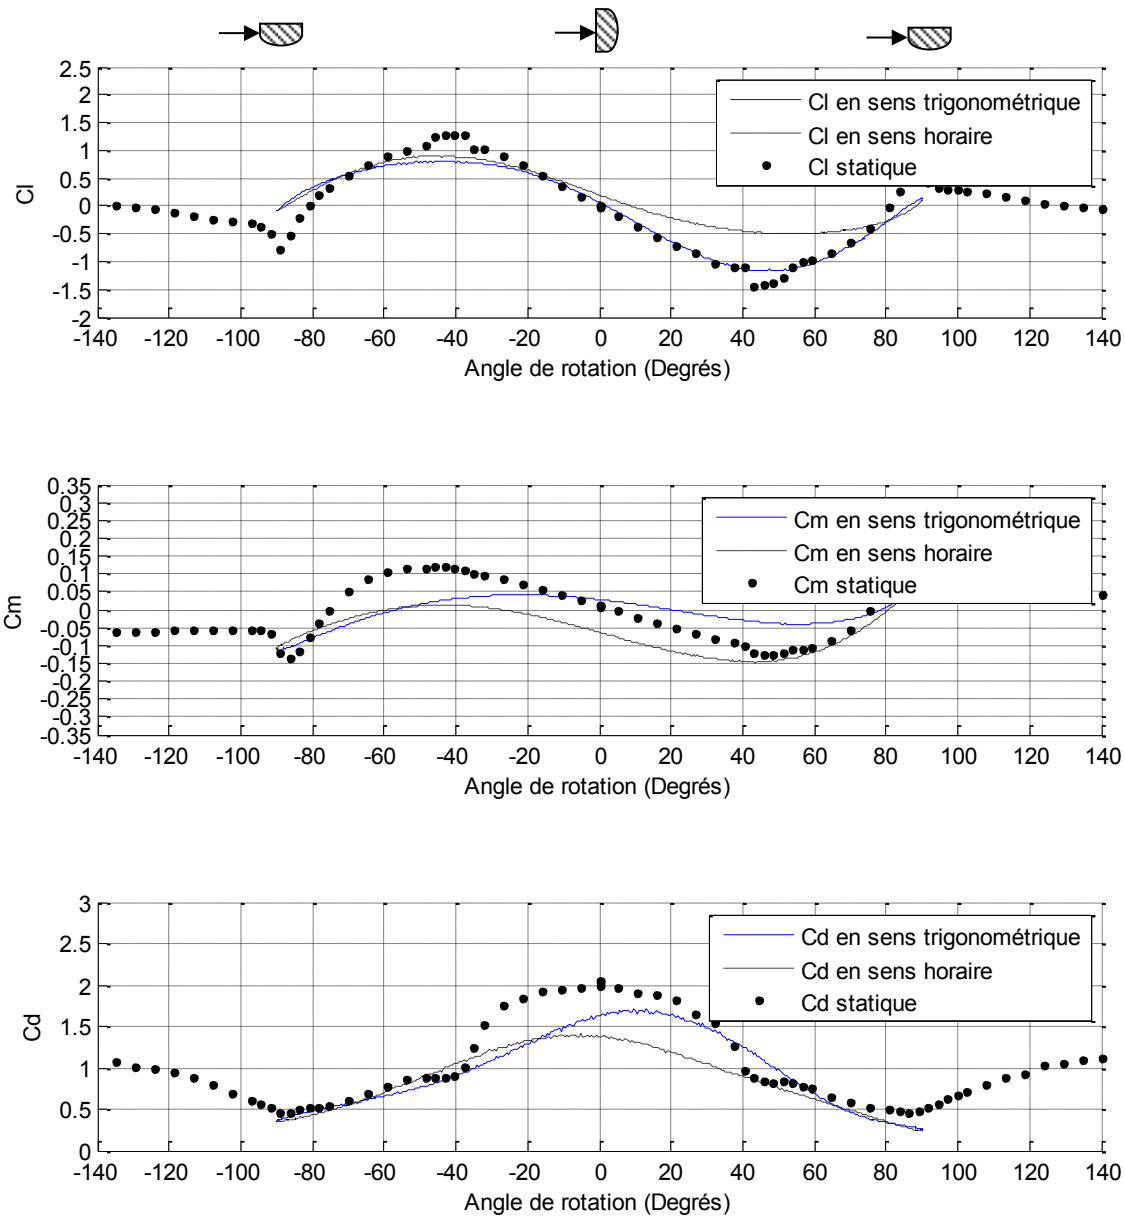 2.5
2
1.5
1
0.5
0
-0.5
-1
-1.5
-2
Cl
Cl en sens trigonométrique
Cl en sens horaire
Cl statique
-140 -120 -100 -80 -60 -40 -20 0 20 40 60 80 100 120 140
Angle de rotation (Degrés)
0.35
0.3
0.25
0.2
0.15
0.1
0.05
0
-0.05
-0.1
-0.15
-0.2
-0.25
-0.3
-0.35
Cm
Cm en sens trigonométrique
Cm en sens horaire
Cm statique
-140 -120 -100 -80 -60 -40 -20 0 20 40 60 80 100 120 140
Angle de rotation (Degrés)
3
2.5
2
1.5
1
0.5
0
Cd
Cd en sens trigonométrique
Cd en sens horaire
Cd statique
-140 -120 -100 -80 -60 -40 -20 0 20 40 60 80 100 120 140
Angle de rotation (Degrés)